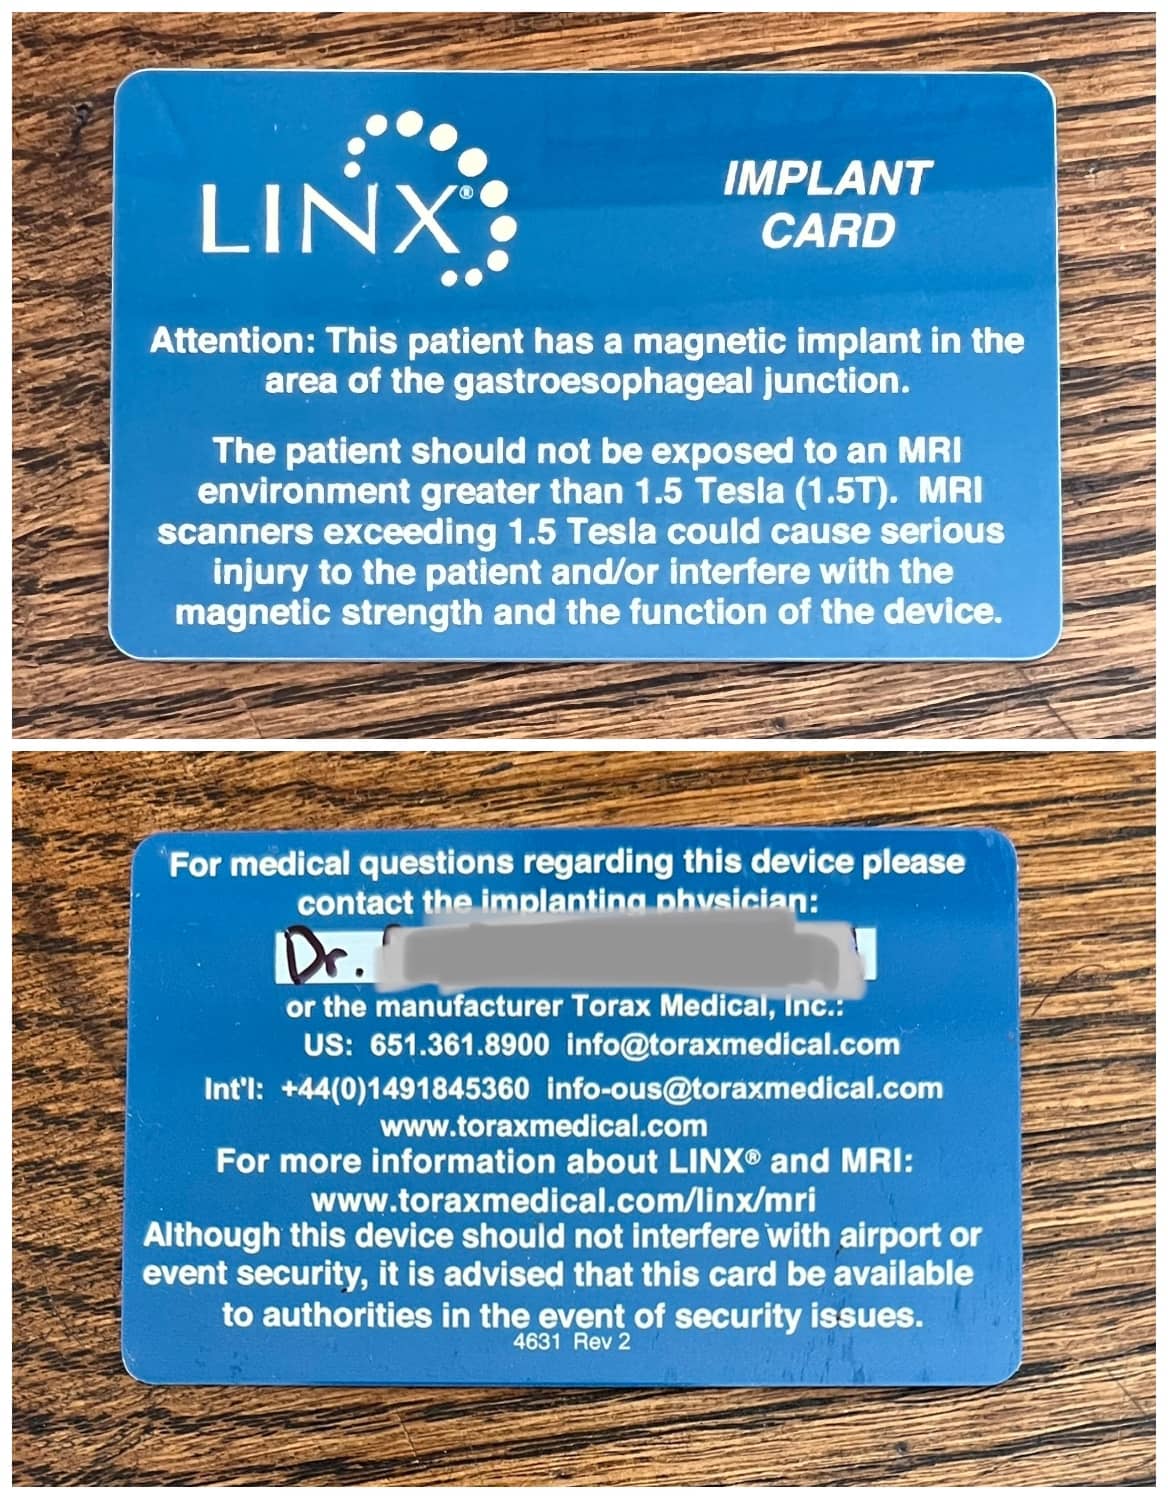 LINX®
IMPLANT
CARD
Attention: This patient has a magnetic implant in the
area of the gastroesophageal junction.
The patient should not be exposed to an MRI
environment greater than 1.5 Tesla (1.5T). MRI
scanners exceeding 1.5 Tesla could cause serious
injury to the patient and/or interfere with the
magnetic strength and the function of the device.
For medical questions regarding this device please
contact the implanting physician:
Dr.
or the manufacturer Torax Medical, Inc.:
US: 651.361.8900 info@toraxmedical.com
Int'l: +44(0)1491845360 info-ous@toraxmedical.com
www.toraxmedical.com
For more information about LINX® and MRI:
www.toraxmedical.com/linx/mri
Although this device should not interfere with airport or
event security, it is advised that this card be available
to authorities in the event of security issues.
4631 Rev 2